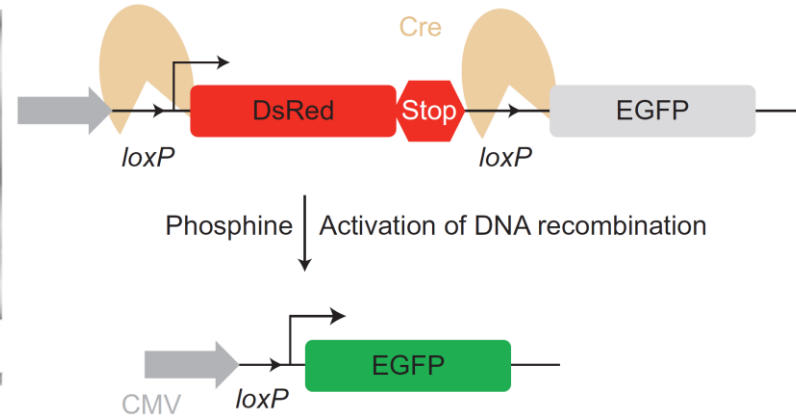 Cre
DsRed Stop EGFP
loxP loxP
Phosphine Activation of DNA recombination
EGFP
CMV loxP